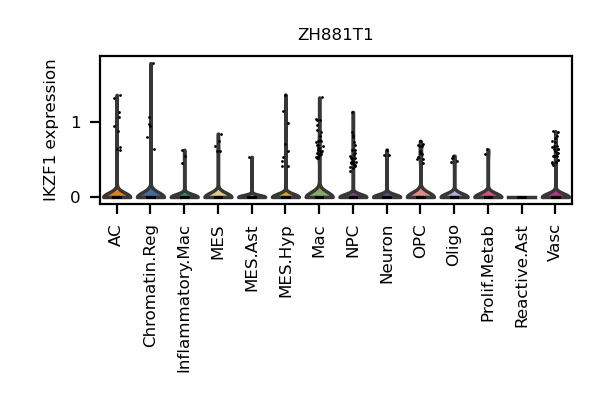 ZH881T1
IKZF1 expression
1
0
AC
Chromatin.Reg
Inflammatory.Mac
MES
MES.Ast
MES.Hyp
Mac
NPC
Neuron
OPC
Oligo
Prolif.Metab
Reactive.Ast
Vasc